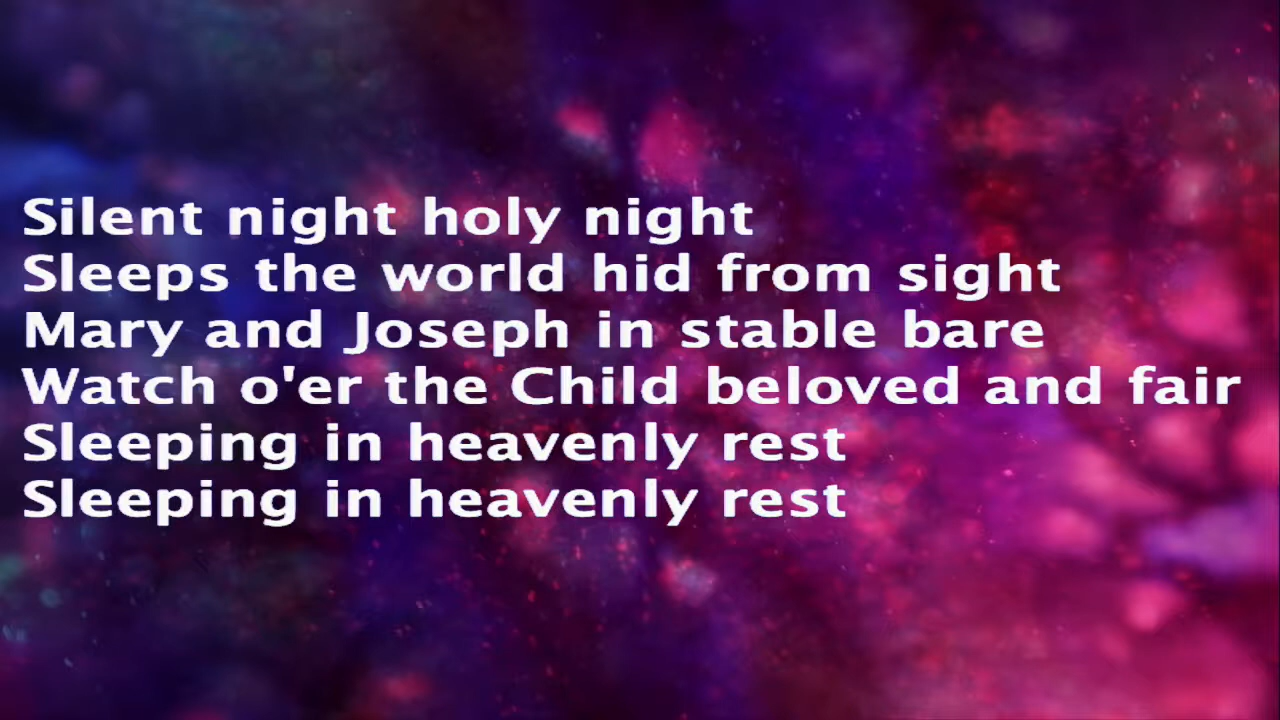 Silent night holy night
Sleeps the world hid from sight
Mary and Joseph in stable bare
Watch o'er the Child beloved and fair
Sleeping in heavenly rest
Sleeping in heavenly rest